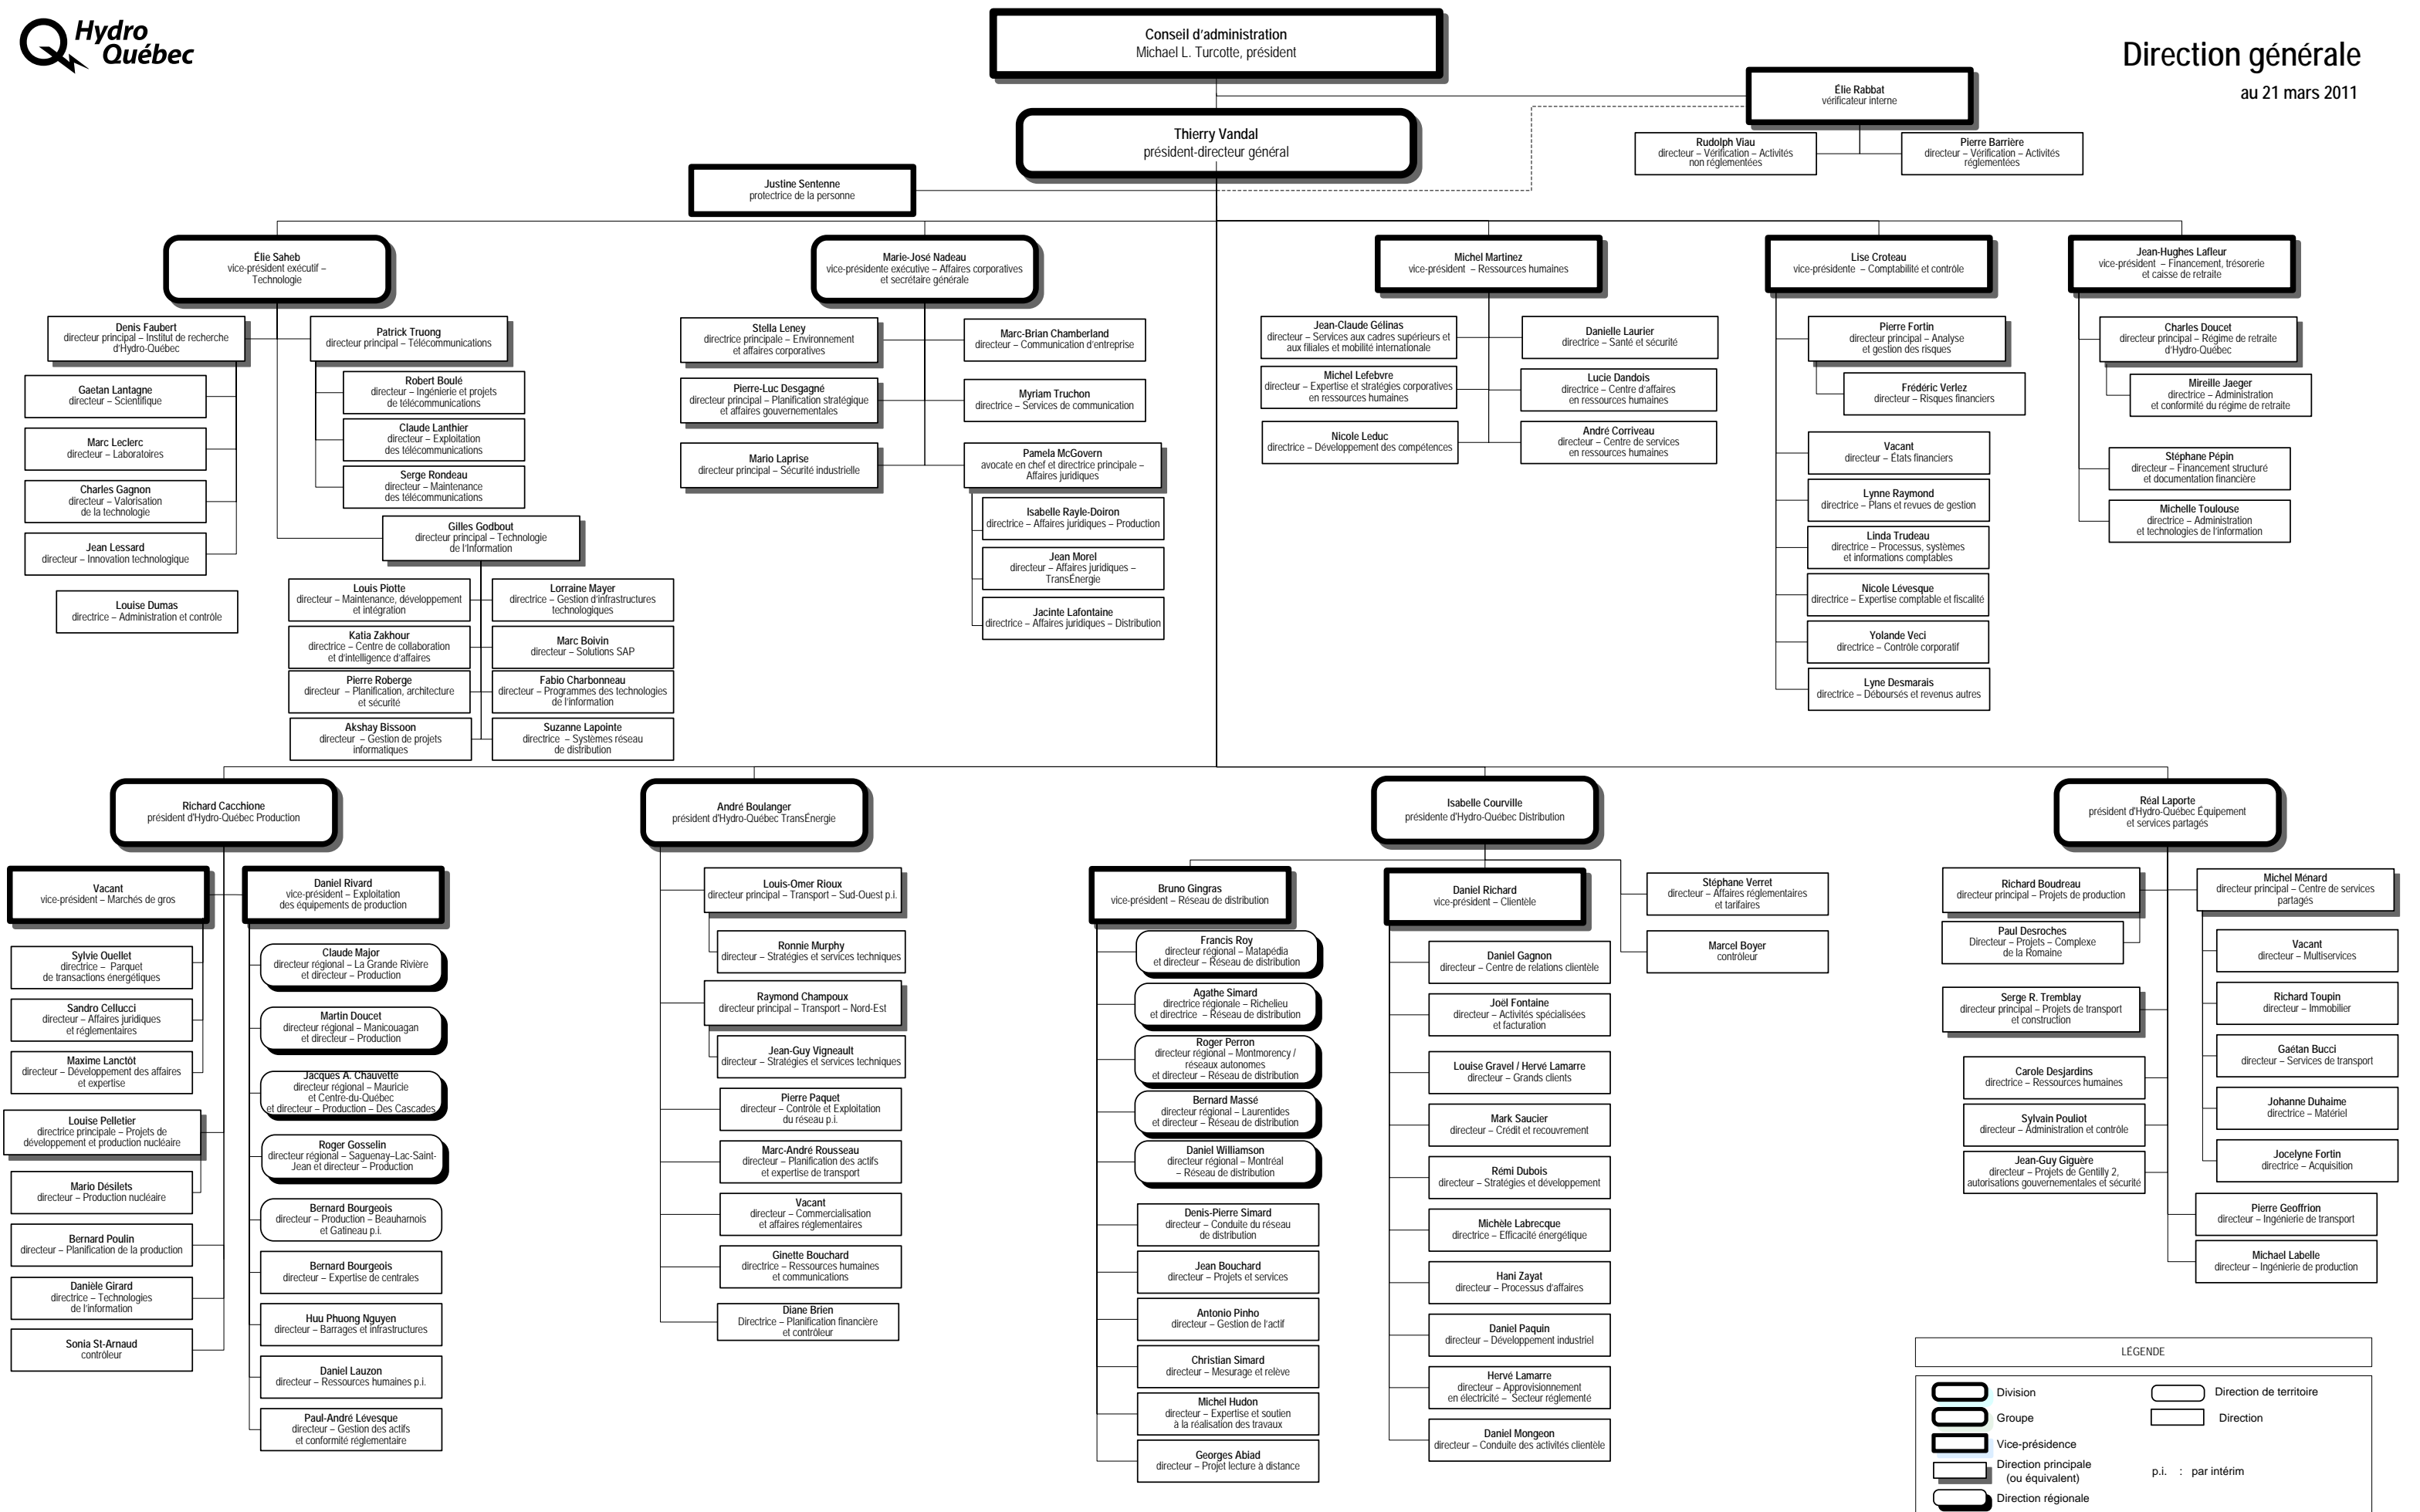 Hydro
Québec
Direction générale
au 21 mars 2011
Conseil d'administration
Michael L. Turcotte, président
Élie Rabbat
vérificateur interne
Rudolph Viau
directeur – Vérification – Activités
non réglementées
Pierre Barrière
directeur – Vérification – Activités
réglementées
Thierry Vandal
président-directeur général
Justine Sentenne
protectrice de la personne
Élie Saheb
vice-président exécutif –
Technologie
Denis Faubert
directeur principal – Institut de recherche
d'Hydro-Québec
Gaetan Lantagne
directeur – Scientifique
Marc Leclerc
directeur – Laboratoires
Charles Gagnon
directeur – Valorisation
de la technologie
Jean Lessard
directeur – Innovation technologique
Louise Dumas
directrice – Administration et contrôle
Patrick Truong
directeur principal – Télécommunications
Robert Boulé
directeur – Ingénierie et projets
de télécommunications
Claude Lanthier
directeur – Exploitation
des télécommunications
Serge Rondeau
directeur – Maintenance
des télécommunications
Gilles Godbout
directeur principal – Technologie
de l'Information
Louis Piotte
directeur – Maintenance, développement
et intégration
Lorraine Mayer
directrice – Gestion d'infrastructures
technologiques
Katia Zakhour
directrice – Centre de collaboration
et d'intelligence d'affaires
Marc Boivin
directeur – Solutions SAP
Pierre Roberge
directeur – Planification, architecture
et sécurité
Fabio Charbonneau
directeur – Programmes des technologies
de l'information
Akshay Bissoon
directeur – Gestion de projets
informatiques
Suzanne Lapointe
directrice – Systèmes réseau
de distribution
Marie-José Nadeau
vice-présidente exécutive – Affaires corporatives
et secrétaire générale
Stella Leney
directrice principale – Environnement
et affaires corporatives
Marc-Brian Chamberland
directeur – Communication d'entreprise
Pierre-Luc Desgagné
directeur principal – Planification stratégique
et affaires gouvernementales
Myriam Truchon
directrice – Services de communication
Mario Laprise
directeur principal – Sécurité industrielle
Pamela McGovern
avocate en chef et directrice principale –
Affaires juridiques
Isabelle Rayle-Doiron
directrice – Affaires juridiques – Production
Jean Morel
directeur – Affaires juridiques –
TransÉnergie
Jacinte Lafontaine
directrice – Affaires juridiques – Distribution
Michel Martinez
vice-président – Ressources humaines
Jean-Claude Gélinas
directeur – Services aux cadres supérieurs et
aux filiales et mobilité internationale
Danielle Laurier
directrice – Santé et sécurité
Michel Lefebvre
directeur – Expertise et stratégies corporatives
en ressources humaines
Lucie Dandois
directrice – Centre d'affaires
en ressources humaines
Nicole Leduc
directrice – Développement des compétences
André Corriveau
directeur – Centre de services
en ressources humaines
Lise Croteau
vice-présidente – Comptabilité et contrôle
Pierre Fortin
directeur principal – Analyse
et gestion des risques
Frédéric Verlez
directeur – Risques financiers
Vacant
directeur – États financiers
Lynne Raymond
directrice – Plans et revues de gestion
Linda Trudeau
directrice – Processus, systèmes
et informations comptables
Nicole Lévesque
directrice – Expertise comptable et fiscalité
Yolande Veci
directrice – Contrôle corporatif
Lyne Desmarais
directrice – Déboursés et revenus autres
Jean-Hughes Lafleur
vice-président – Financement, trésorerie
et caisse de retraite
Charles Doucet
directeur principal – Régime de retraite
d'Hydro-Québec
Mireille Jaeger
directrice – Administration
et conformité du régime de retraite
Stéphane Pépin
directeur – Financement structuré
et documentation financière
Michelle Toulouse
directrice – Administration
et technologies de l'information
Richard Cacchione
président d'Hydro-Québec Production
Vacant
vice-président – Marchés de gros
Sylvie Ouellet
directrice – Parquet
de transactions énergétiques
Sandro Cellucci
directeur – Affaires juridiques
et réglementaires
Maxime Lanctôt
directeur – Développement des affaires
et expertise
Louise Pelletier
directrice principale – Projets de
développement et production nucléaire
Mario Désilets
directeur – Production nucléaire
Bernard Poulin
directeur – Planification de la production
Danièle Girard
directrice – Technologies
de l'information
Sonia St-Arnaud
contrôleur
Daniel Rivard
vice-président – Exploitation
des équipements de production
Claude Major
directeur régional – La Grande Rivière
et directeur – Production
Martin Doucet
directeur régional – Manicouagan
et directeur – Production
Jacques A. Chauvette
directeur régional – Mauricie
et Centre-du-Québec
et directeur – Production – Des Cascades
Roger Gosselin
directeur régional – Saguenay–Lac-Saint-
Jean et directeur – Production
Bernard Bourgeois
directeur – Production – Beauharnois
et Gatineau p.i.
Bernard Bourgeois
directeur – Expertise de centrales
Huu Phuong Nguyen
directeur – Barrages et infrastructures
Daniel Lauzon
directeur – Ressources humaines p.i.
Paul-André Lévesque
directeur – Gestion des actifs
et conformité réglementaire
André Boulanger
président d'Hydro-Québec TransÉnergie
Louis-Omer Rioux
directeur principal – Transport – Sud-Ouest p.i.
Ronnie Murphy
directeur – Stratégies et services techniques
Raymond Champoux
directeur principal – Transport – Nord-Est
Jean-Guy Vigneault
directeur – Stratégies et services techniques
Pierre Paquet
directeur – Contrôle et Exploitation
du réseau p.i.
Marc-André Rousseau
directeur – Planification des actifs
et expertise de transport
Vacant
directeur – Commercialisation
et affaires réglementaires
Ginette Bouchard
directrice – Ressources humaines
et communications
Diane Brien
Directrice – Planification financière
et contrôleur
Isabelle Courville
présidente d'Hydro-Québec Distribution
Bruno Gingras
vice-président – Réseau de distribution
Francis Roy
directeur régional – Matapédia
et directeur – Réseau de distribution
Agathe Simard
directrice régionale – Richelieu
et directrice – Réseau de distribution
Roger Perron
directeur régional – Montmorency /
réseaux autonomes
et directeur – Réseau de distribution
Bernard Massé
directeur régional – Laurentides
et directeur – Réseau de distribution
Daniel Williamson
directeur régional – Montréal
– Réseau de distribution
Denis-Pierre Simard
directeur – Conduite du réseau
de distribution
Jean Bouchard
directeur – Projets et services
Antonio Pinho
directeur – Gestion de l'actif
Christian Simard
directeur – Mesurage et relève
Michel Hudon
directeur – Expertise et soutien
à la réalisation des travaux
Georges Abiad
directeur – Projet lecture à distance
Daniel Richard
vice-président – Clientèle
Daniel Gagnon
directeur – Centre de relations clientèle
Joël Fontaine
directeur – Activités spécialisées
et facturation
Louise Gravel / Hervé Lamarre
directeur – Grands clients
Mark Saucier
directeur – Crédit et recouvrement
Rémi Dubois
directeur – Stratégies et développement
Michèle Labrecque
directrice – Efficacité énergétique
Hani Zayat
directeur – Processus d'affaires
Daniel Paquin
directeur – Développement industriel
Hervé Lamarre
directeur – Approvisionnement
en électricité – Secteur réglementé
Daniel Mongeon
directeur – Conduite des activités clientèle
Stéphane Verret
directeur – Affaires réglementaires
et tarifaires
Marcel Boyer
contrôleur
Réal Laporte
président d'Hydro-Québec Équipement
et services partagés
Richard Boudreau
directeur principal – Projets de production
Paul Desroches
Directeur – Projets – Complexe
de la Romaine
Serge R. Tremblay
directeur principal – Projets de transport
et construction
Carole Desjardins
directrice – Ressources humaines
Sylvain Pouliot
directeur – Administration et contrôle
Jean-Guy Giguère
directeur – Projets de Gentilly 2,
autorisations gouvernementales et sécurité
Michel Ménard
directeur principal – Centre de services
partagés
Vacant
directeur – Multiservices
Richard Toupin
directeur – Immobilier
Gaétan Bucci
directeur – Services de transport
Johanne Duhaime
directrice – Matériel
Jocelyne Fortin
directrice – Acquisition
Pierre Geoffrion
directeur – Ingénierie de transport
Michael Labelle
directeur – Ingénierie de production
LÉGENDE
Division
Groupe
Vice-présidence
Direction principale
(ou équivalent)
Direction régionale
Direction de territoire
Direction
p.i. : par intérim